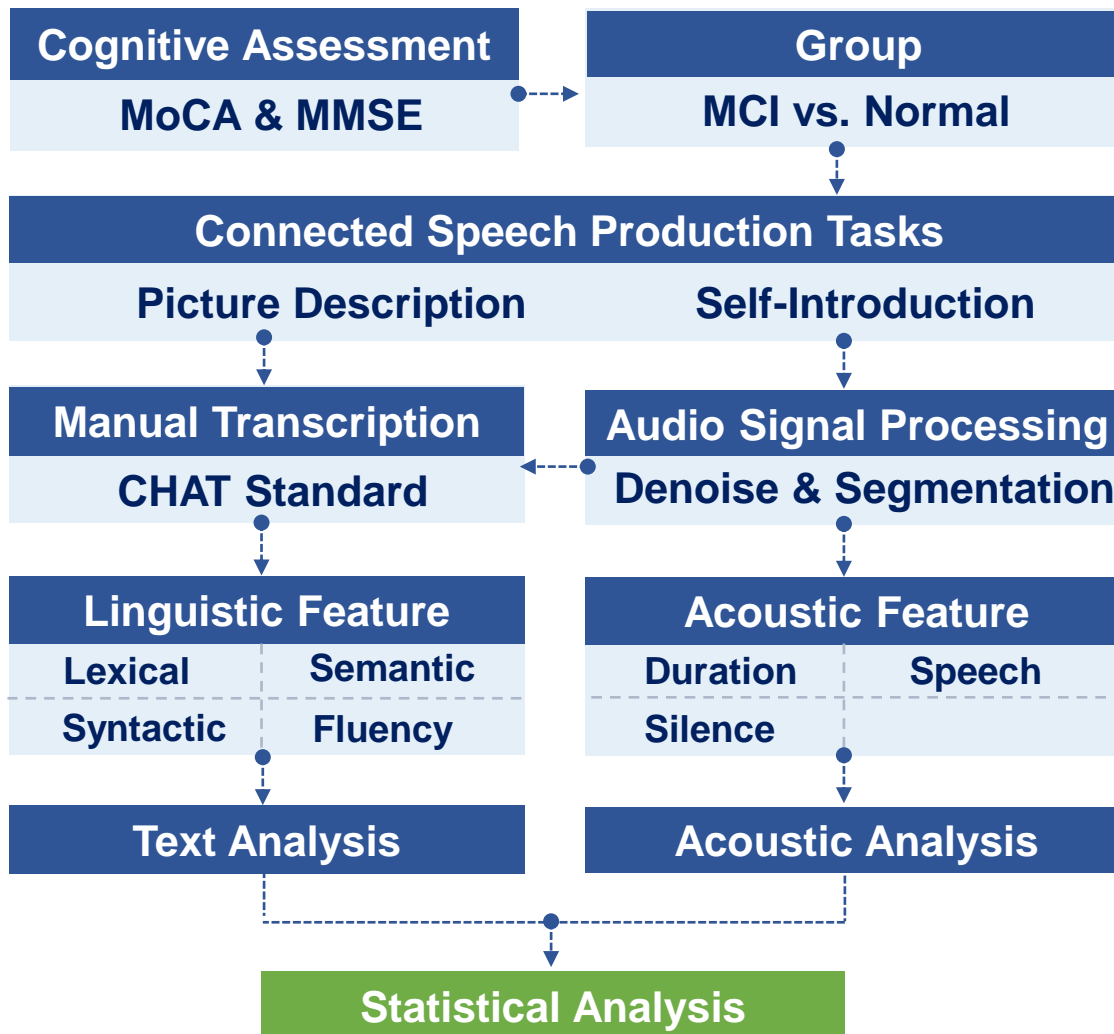 Cognitive Assessment
MoCA & MMSE
Group
MCI vs. Normal
Connected Speech Production Tasks
Picture Description
Self-Introduction
Manual Transcription
CHAT Standard
Audio Signal Processing
Denoise & Segmentation
Linguistic Feature
Lexical
Semantic
Syntactic
Fluency
Acoustic Feature
Duration
Speech
Silence
Text Analysis
Acoustic Analysis
Statistical Analysis